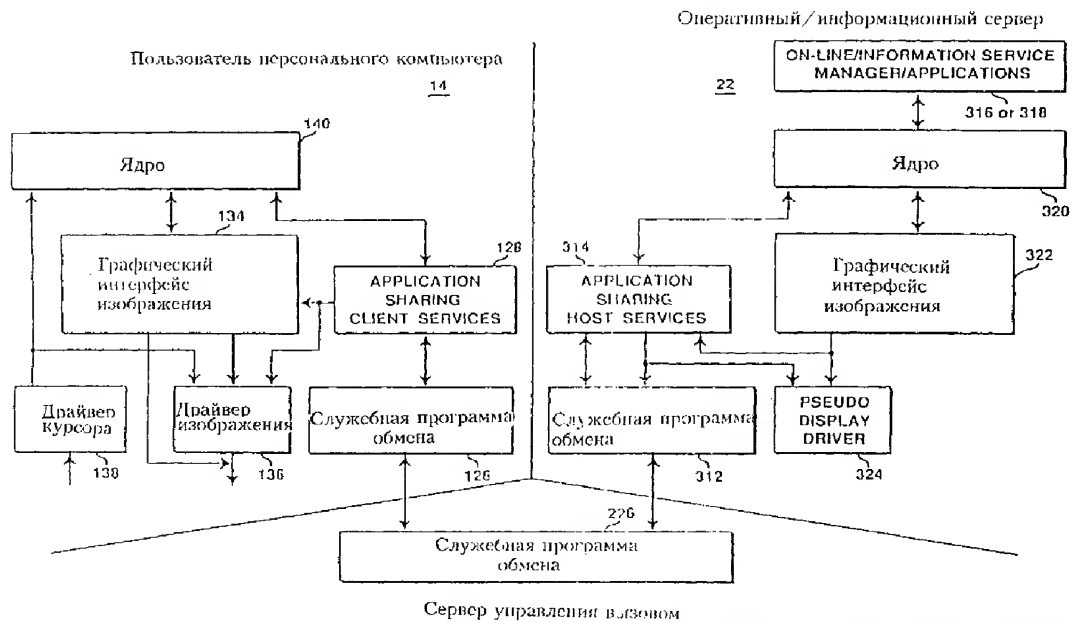 Оперативный/информационный сервер
Пользователь персонального компьютера
14
22
ON-LINE/INFORMATION SERVICE
MANAGER/APPLICATIONS
316 or 318
140
Ядро
Ядро
320
134
Графический
интерфейс
изображения
128
APPLICATION
SHARING
CLIENT SERVICES
314
APPLICATION
SHARING
HOST SERVICES
Графический
интерфейс
изображения
322
Драйвер
курсора
138
Драйвер
изображения
136
Служебная программа
обмена
126
Служебная программа
обмена
312
PSEUDO
DISPLAY
DRIVER
324
226
Служебная программа
обмена
Сервер управления вызовом